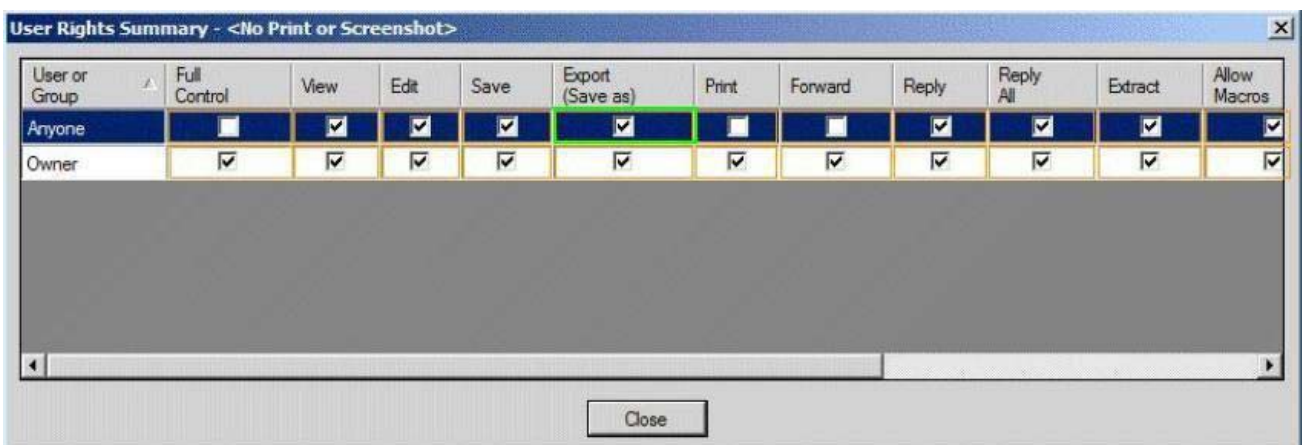 User Rights Summary - <No Print or Screenshot>
User or Group Full Control View Edit Save Export (Save as) Print Forward Reply Reply All Extract Allow Macros
Anyone
Owner
Close